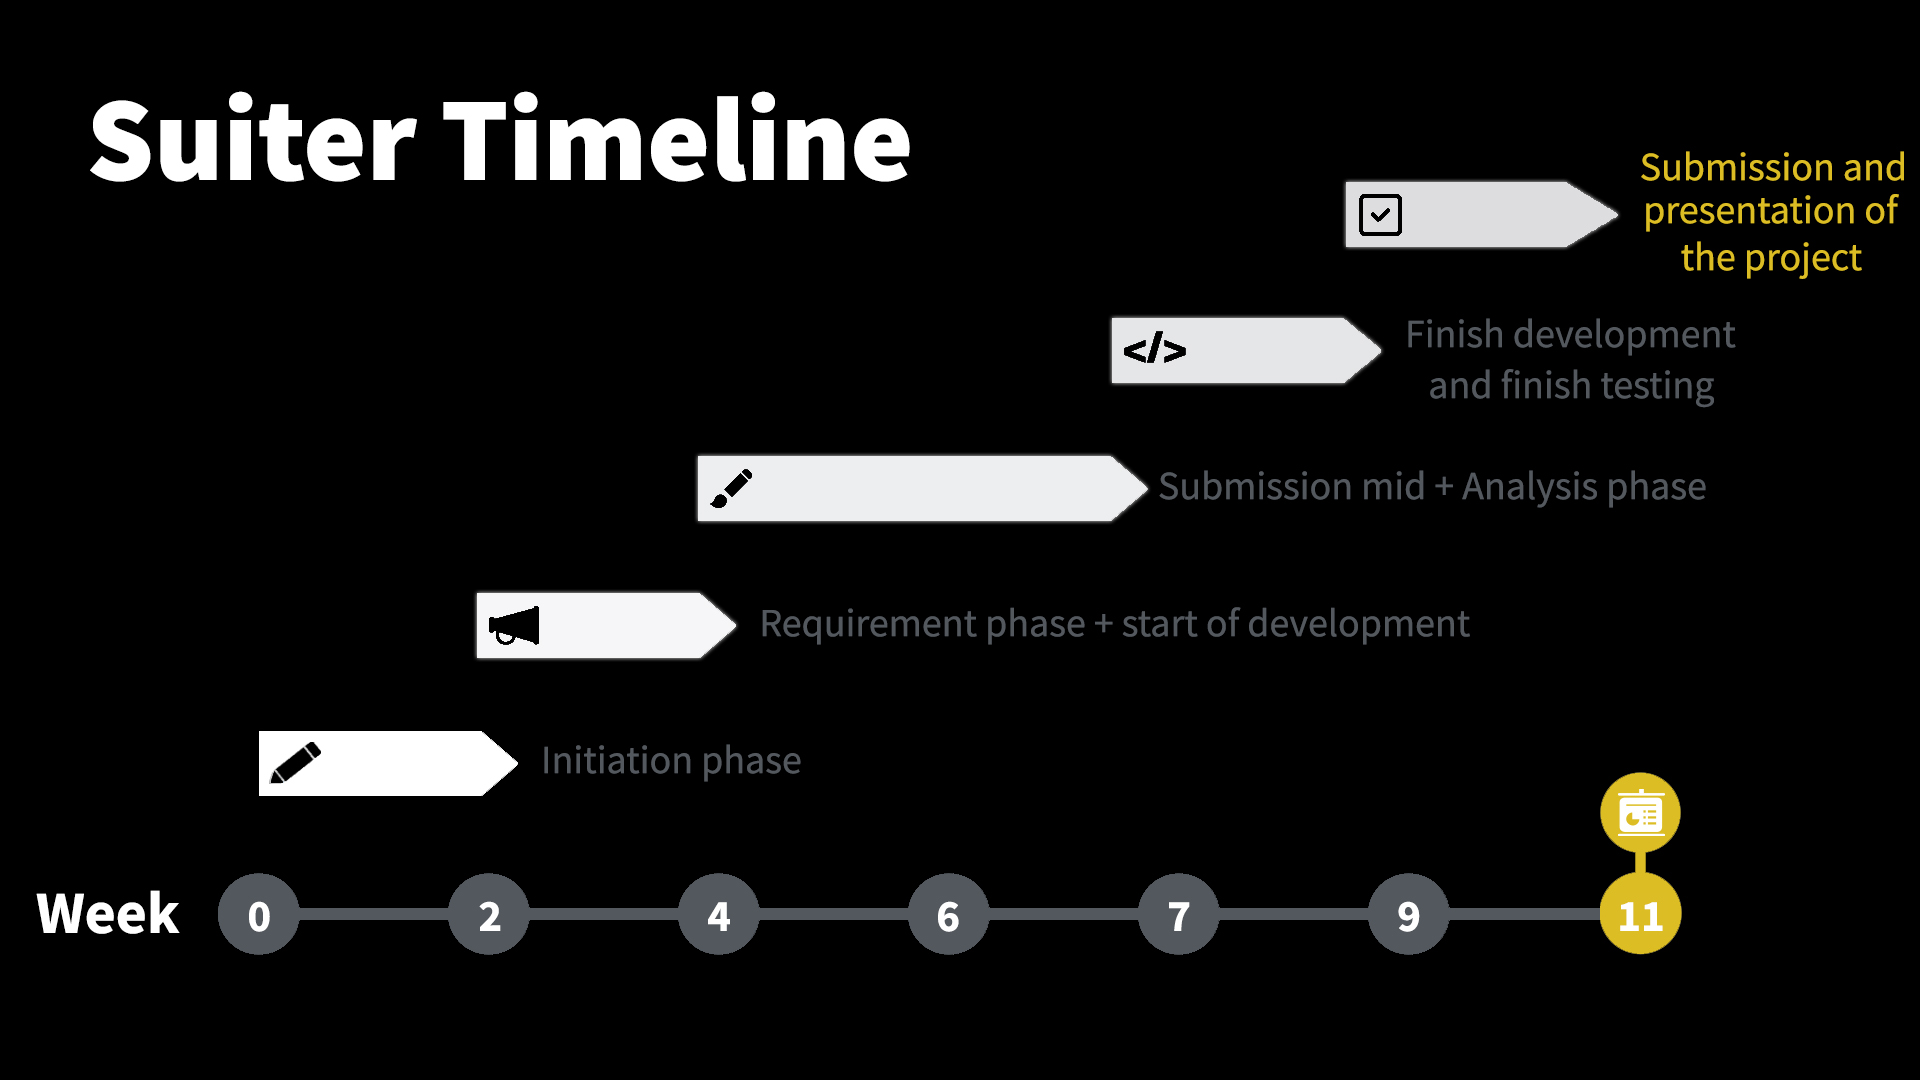 Suiter Timeline
Submission and
presentation of
the project
</>
Finish development
and finish testing
Submission mid + Analysis phase
Requirement phase + start of development
Initiation phase
Week 0 2 4 6 7 9 11